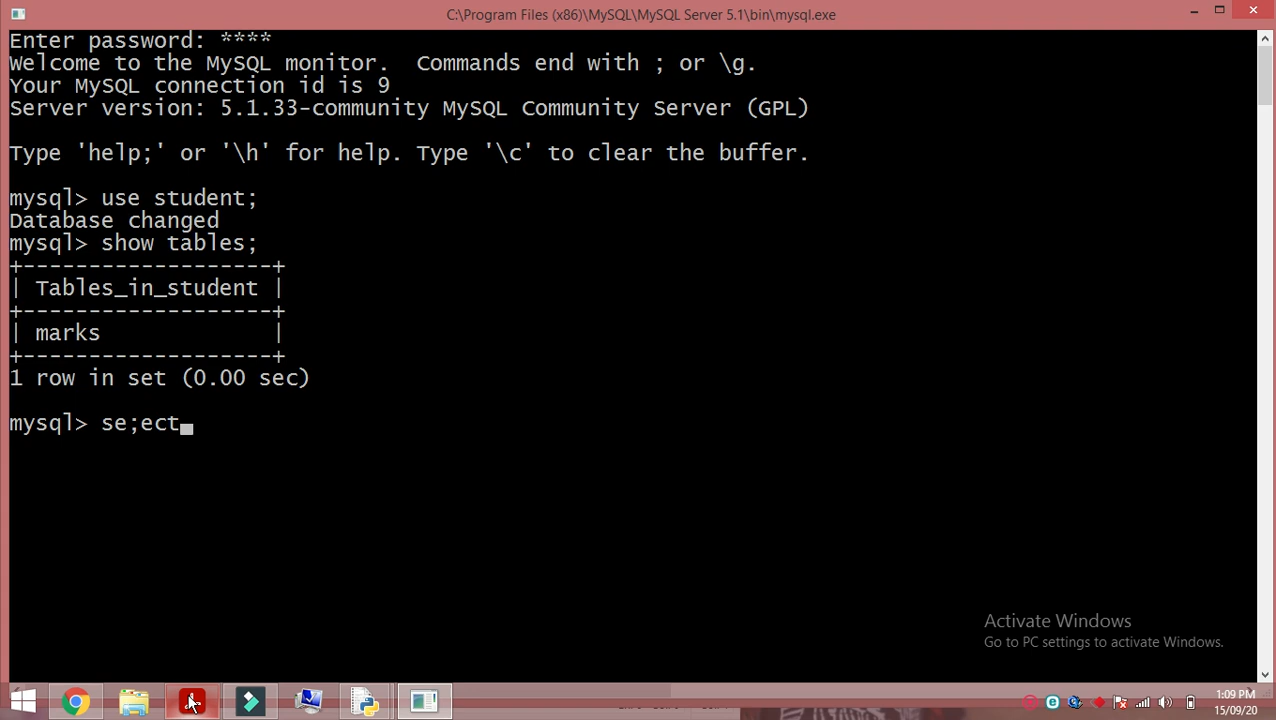 C:\Program Files (x86)\MySQL\MySQL Server 5.1\bin\mysql.exe
Enter password: ****
Welcome to the MySQL monitor.  Commands end with ; or \g.
Your MySQL connection id is 9
Server version: 5.1.33-community MySQL Community Server (GPL)
Type 'help;' or '\h' for help. Type '\c' to clear the buffer.
mysql> use student;
Database changed
mysql> show tables;
+-------------------+
| Tables_in_student |
+-------------------+
| marks             |
+-------------------+
1 row in set (0.00 sec)
mysql> se;ect
Activate Windows
Go to PC settings to activate Windows.
1:09 PM
15/09/20